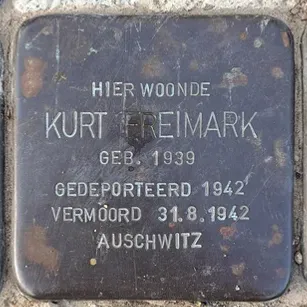 HIER WOONDE
KURT FREIMARK
GEB. 1939
GEDEPORTEERD 1942
VERMOORD 31.8.1942
AUSCHWITZ